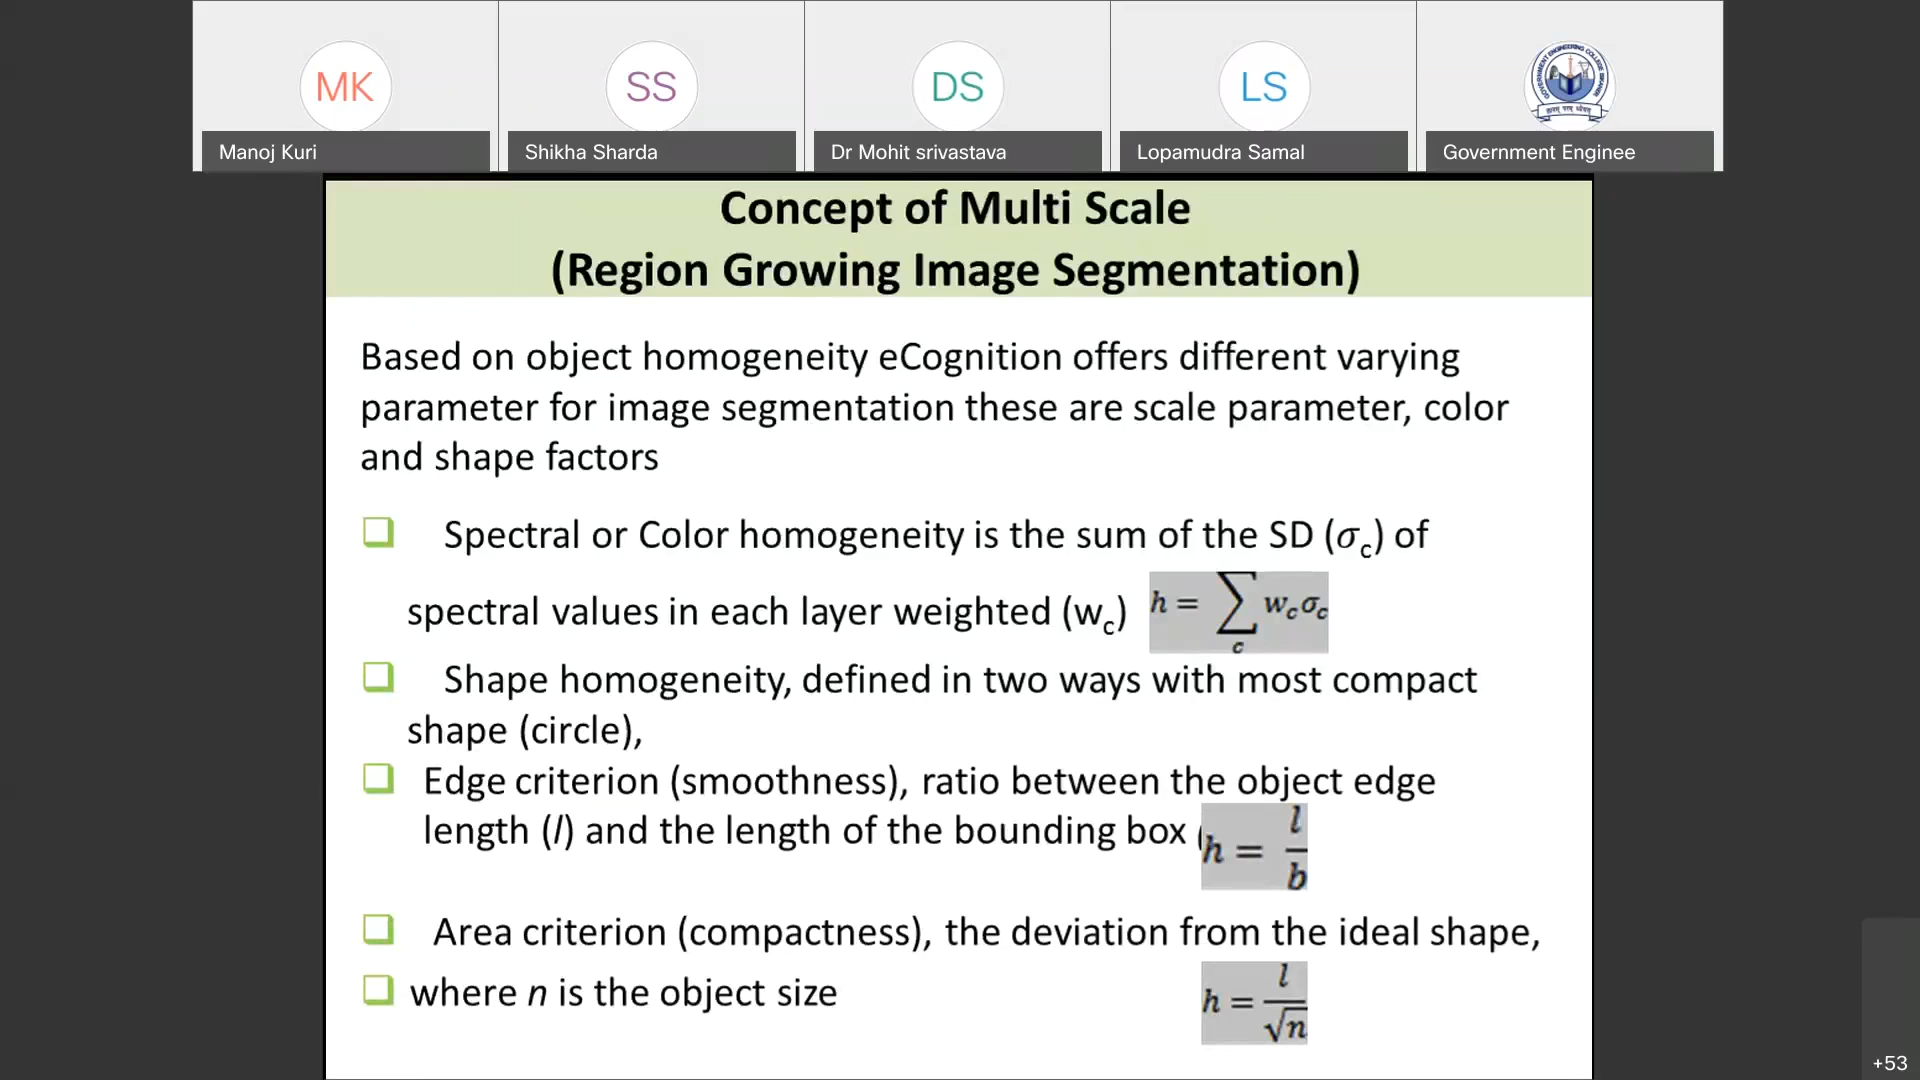 MK
SS
DS
LS
Manoj Kuri
Shikha Sharda
Dr Mohit srivastava
Lopamudra Samal
Government Enginee
Concept of Multi Scale
(Region Growing Image Segmentation)
Based on object homogeneity eCognition offers different varying
parameter for image segmentation these are scale parameter, color
and shape factors
❑ Spectral or Color homogeneity is the sum of the SD (σc) of
spectral values in each layer weighted (wc) h = ∑c wcσc
❑ Shape homogeneity, defined in two ways with most compact
shape (circle),
❑ Edge criterion (smoothness), ratio between the object edge
length (l) and the length of the bounding box ( h = l/b
❑ Area criterion (compactness), the deviation from the ideal shape,
❑ where n is the object size h = l/√n
+53